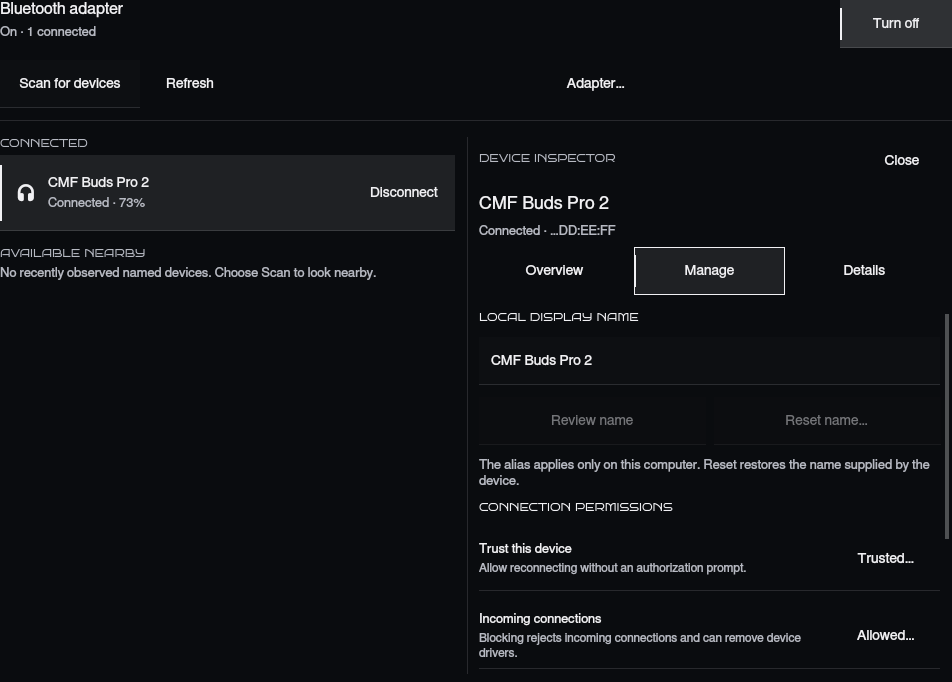 Bluetooth adapter
On · 1 connected
Turn off
Scan for devices
Refresh
Adapter...
CONNECTED
CMF Buds Pro 2
Connected · 73%
Disconnect
AVAILABLE NEARBY
No recently observed named devices. Choose Scan to look nearby.
DEVICE INSPECTOR
Close
CMF Buds Pro 2
Connected · ...DD:EE:FF
Overview
Manage
Details
LOCAL DISPLAY NAME
CMF Buds Pro 2
Review name
Reset name...
The alias applies only on this computer. Reset restores the name supplied by the
device.
CONNECTION PERMISSIONS
Trust this device
Allow reconnecting without an authorization prompt.
Trusted...
Incoming connections
Blocking rejects incoming connections and can remove device
drivers.
Allowed...